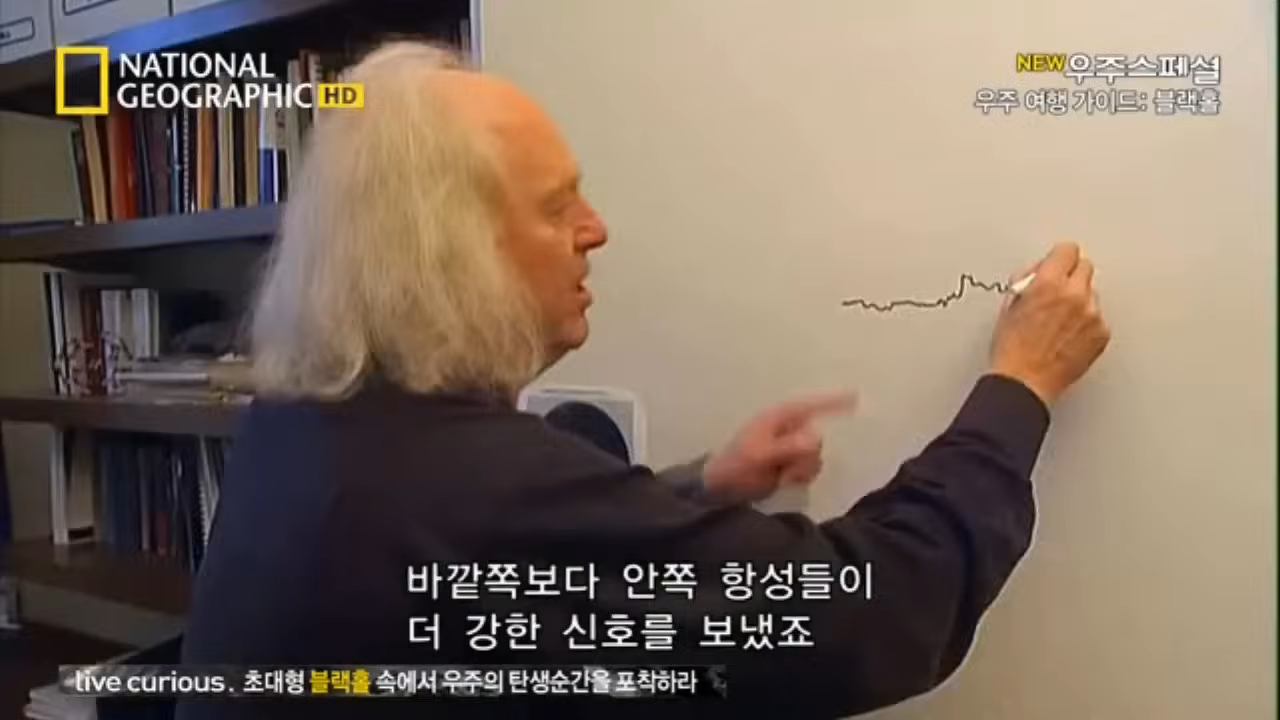 NATIONAL
GEOGRAPHIC HD
NEW우주스페셜
우주 여행 가이드: 블랙홀
바깥쪽보다 안쪽 항성들이
더 강한 신호를 보냈죠
live curious. 초대형 블랙홀 속에서 우주의 탄생순간을 포착하라